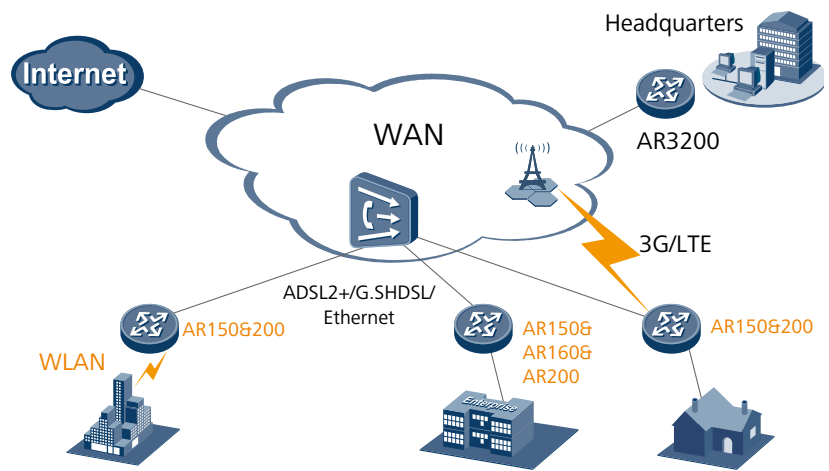 Headquarters
Internet
WAN
AR3200
3G/LTE
ADSL2+/G.SHDSL/
Ethernet
AR150&200
AR150&
AR160&
AR200
AR150&200
WLAN
Enterprise